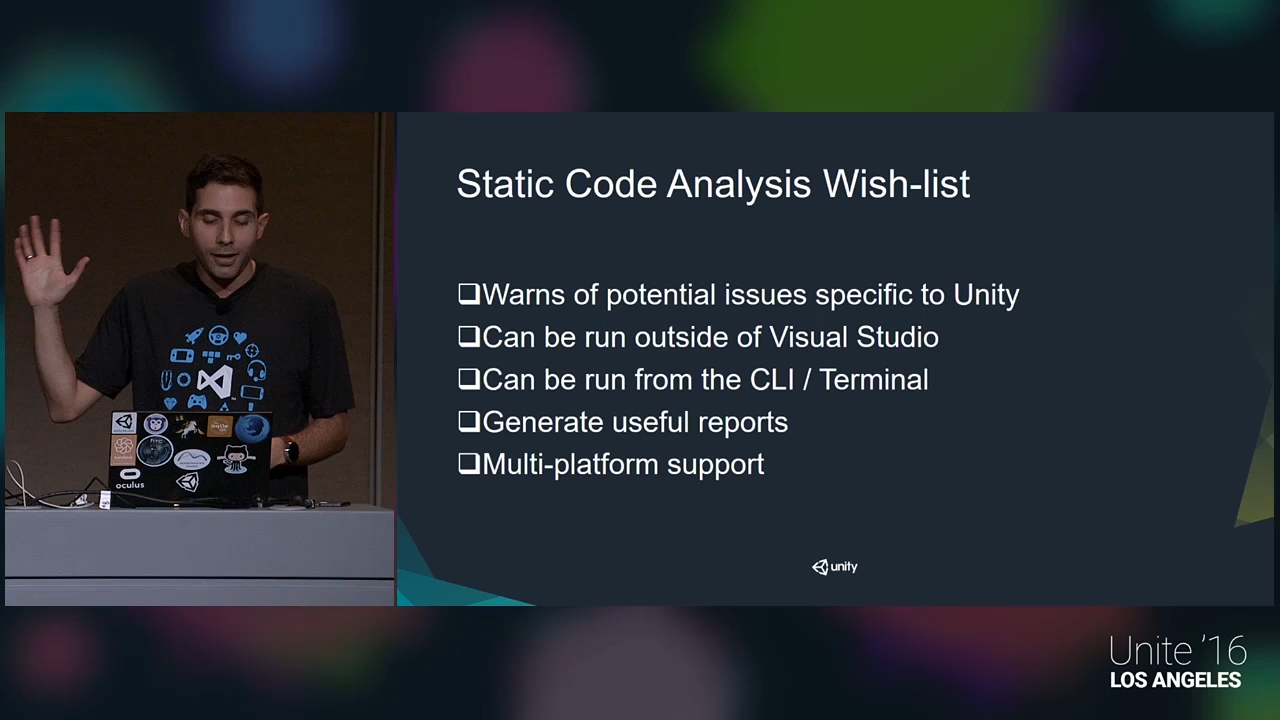 Static Code Analysis Wish-list
Warns of potential issues specific to Unity
Can be run outside of Visual Studio
Can be run from the CLI / Terminal
Generate useful reports
Multi-platform support
unity
oculus
Unite '16
LOS ANGELES